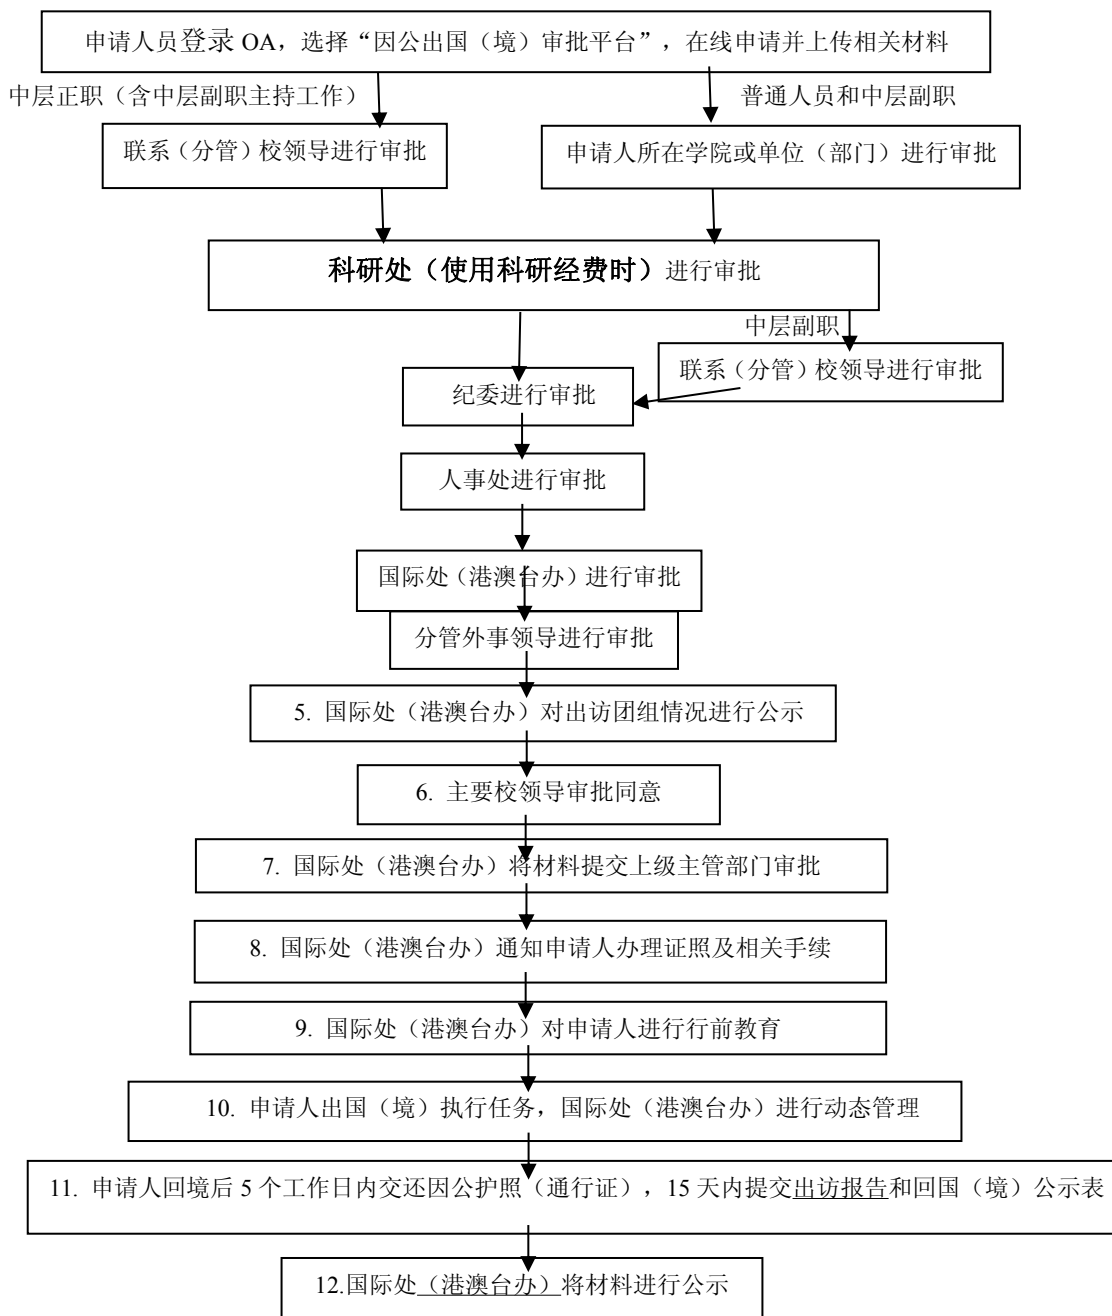 申请人员登录 OA，选择“因公出国（境）审批平台”，在线申请并上传相关材料
中层正职（含中层副职主持工作）
普通人员和中层副职
联系（分管）校领导进行审批
申请人所在学院或单位（部门）进行审批
科研处（使用科研经费时）进行审批
中层副职
联系（分管）校领导进行审批
纪委进行审批
人事处进行审批
国际处（港澳台办）进行审批
分管外事领导进行审批
5. 国际处（港澳台办）对出访团组情况进行公示
6. 主要校领导审批同意
7. 国际处（港澳台办）将材料提交上级主管部门审批
8. 国际处（港澳台办）通知申请人办理证照及相关手续
9. 国际处（港澳台办）对申请人进行行前教育
10. 申请人出国（境）执行任务，国际处（港澳台办）进行动态管理
11. 申请人回境后 5 个工作日内交还因公护照（通行证），15 天内提交出访报告和回国（境）公示表
12.国际处（港澳台办）将材料进行公示